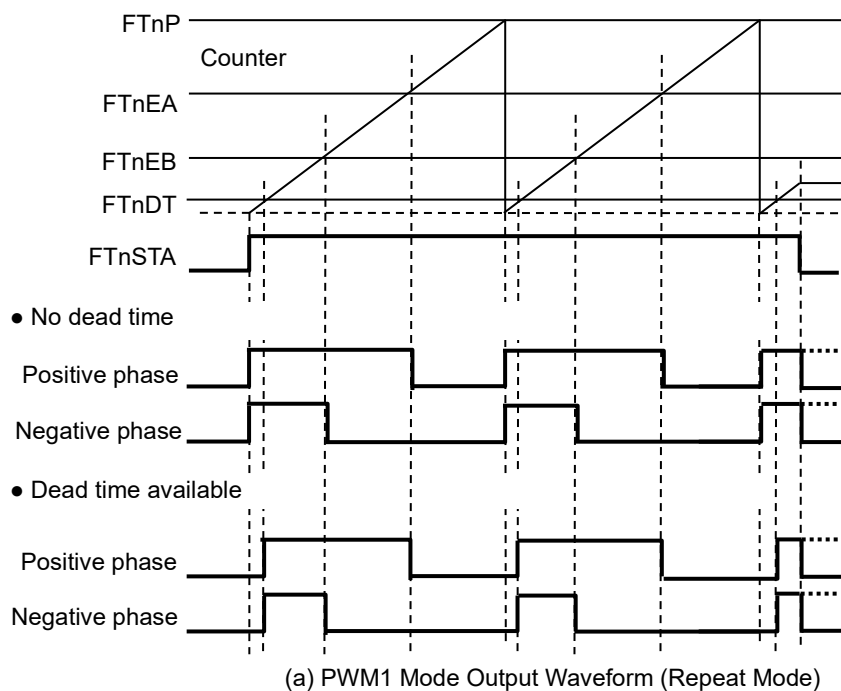 FTnP
Counter
FTnEA
FTnEB
FTnDT
FTnSTA
● No dead time
Positive phase
Negative phase
● Dead time available
Positive phase
Negative phase
(a) PWM1 Mode Output Waveform (Repeat Mode)